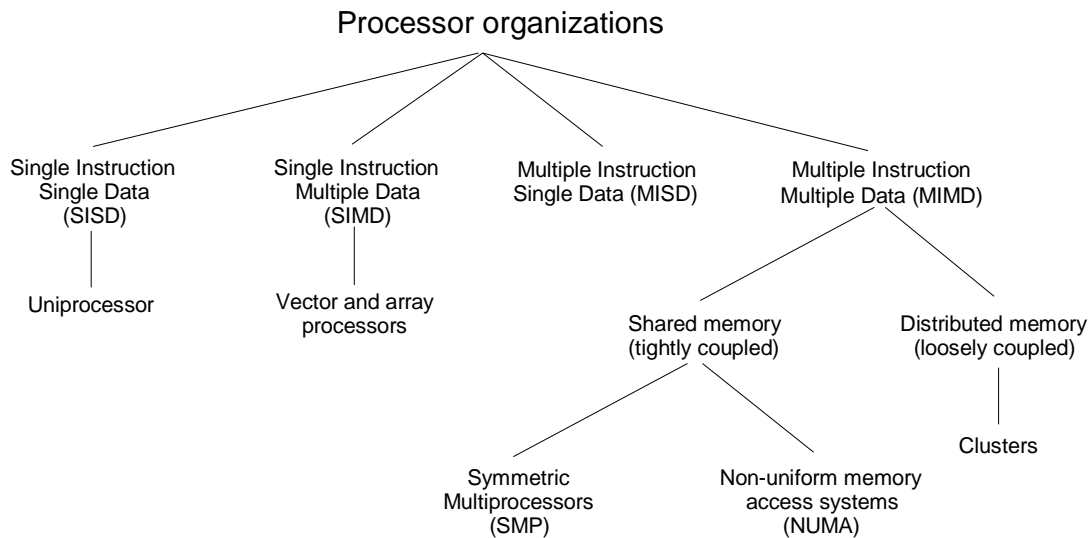 Processor organizations
Single Instruction
Single Data
(SISD)
Single Instruction
Multiple Data
(SIMD)
Multiple Instruction
Single Data (MISD)
Multiple Instruction
Multiple Data (MIMD)
Uniprocessor
Vector and array
processors
Shared memory
(tightly coupled)
Distributed memory
(loosely coupled)
Clusters
Symmetric
Multiprocessors
(SMP)
Non-uniform memory
access systems
(NUMA)